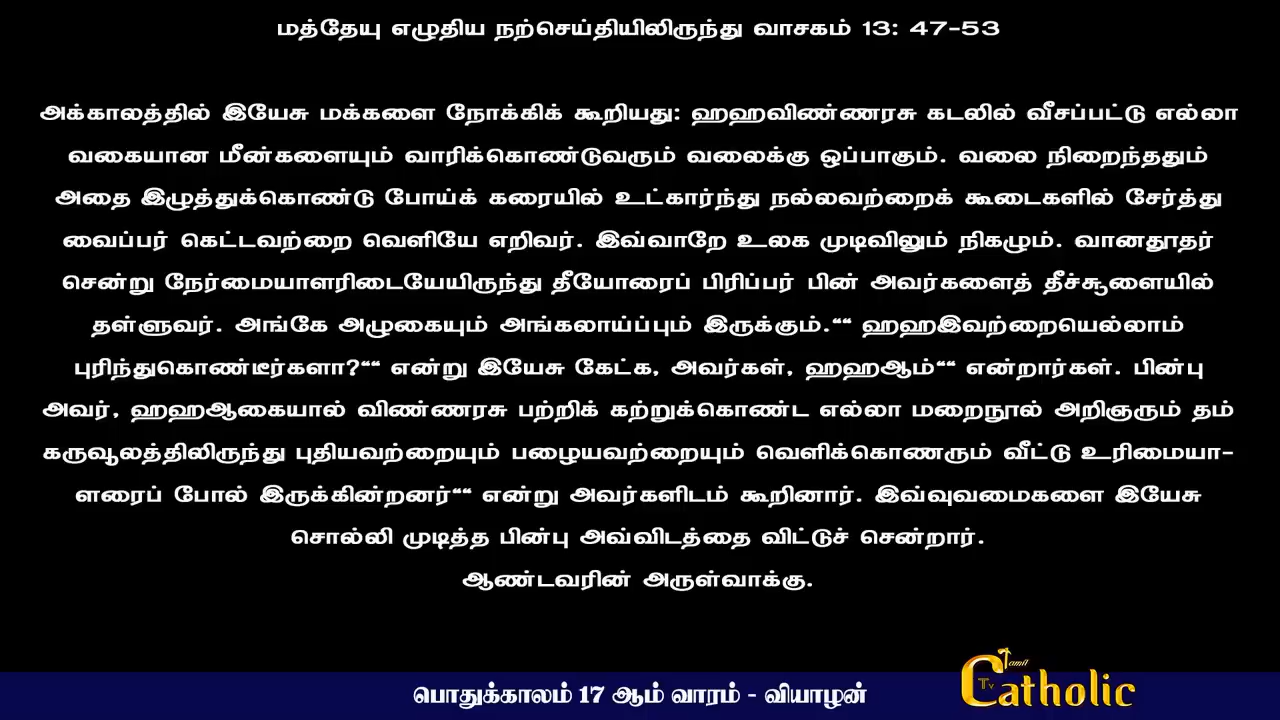 மத்தேயு எழுதிய நற்செய்தியிலிருந்து வாசகம் 13: 47-53
அக்காலத்தில் இயேசு மக்களை நோக்கிக் கூறியது: ஹஹவிண்ணரசு கடலில் வீசப்பட்டு எல்லா
வகையான மீன்களையும் வாரிக்கொண்டுவரும் வலைக்கு ஒப்பாகும். வலை நிறைந்ததும்
அதை இழுத்துக்கொண்டு போய்க் கரையில் உட்கார்ந்து நல்லவற்றைக் கூடைகளில் சேர்த்து
வைப்பர் கெட்டவற்றை வெளியே எறிவர். இவ்வாறே உலக முடிவிலும் நிகழும். வானதூதர்
சென்று நேர்மையாளரிடையேயிருந்து தீயோரைப் பிரிப்பர் பின் அவர்களைத் தீச்சூளையில்
தள்ளுவர். அங்கே அழுகையும் அங்கலாய்ப்பும் இருக்கும்.““ ஹஹஇவற்றையெல்லாம்
புரிந்துகொண்டீர்களா?““ என்று இயேசு கேட்க, அவர்கள், ஹஹஆம்““ என்றார்கள். பின்பு
அவர், ஹஹஆகையால் விண்ணரசு பற்றிக் கற்றுக்கொண்ட எல்லா மறைநூல் அறிஞரும் தம்
கருவூலத்திலிருந்து புதியவற்றையும் பழையவற்றையும் வெளிக்கொணரும் வீட்டு உரிமையா-
ளரைப் போல் இருக்கின்றனர்““ என்று அவர்களிடம் கூறினார். இவ்வுவமைகளை இயேசு
சொல்லி முடித்த பின்பு அவ்விடத்தை விட்டுச் சென்றார்.
ஆண்டவரின் அருள்வாக்கு.
பொதுக்காலம் 17 ஆம் வாரம் - வியாழன்
Tamil
Catholic
Tv